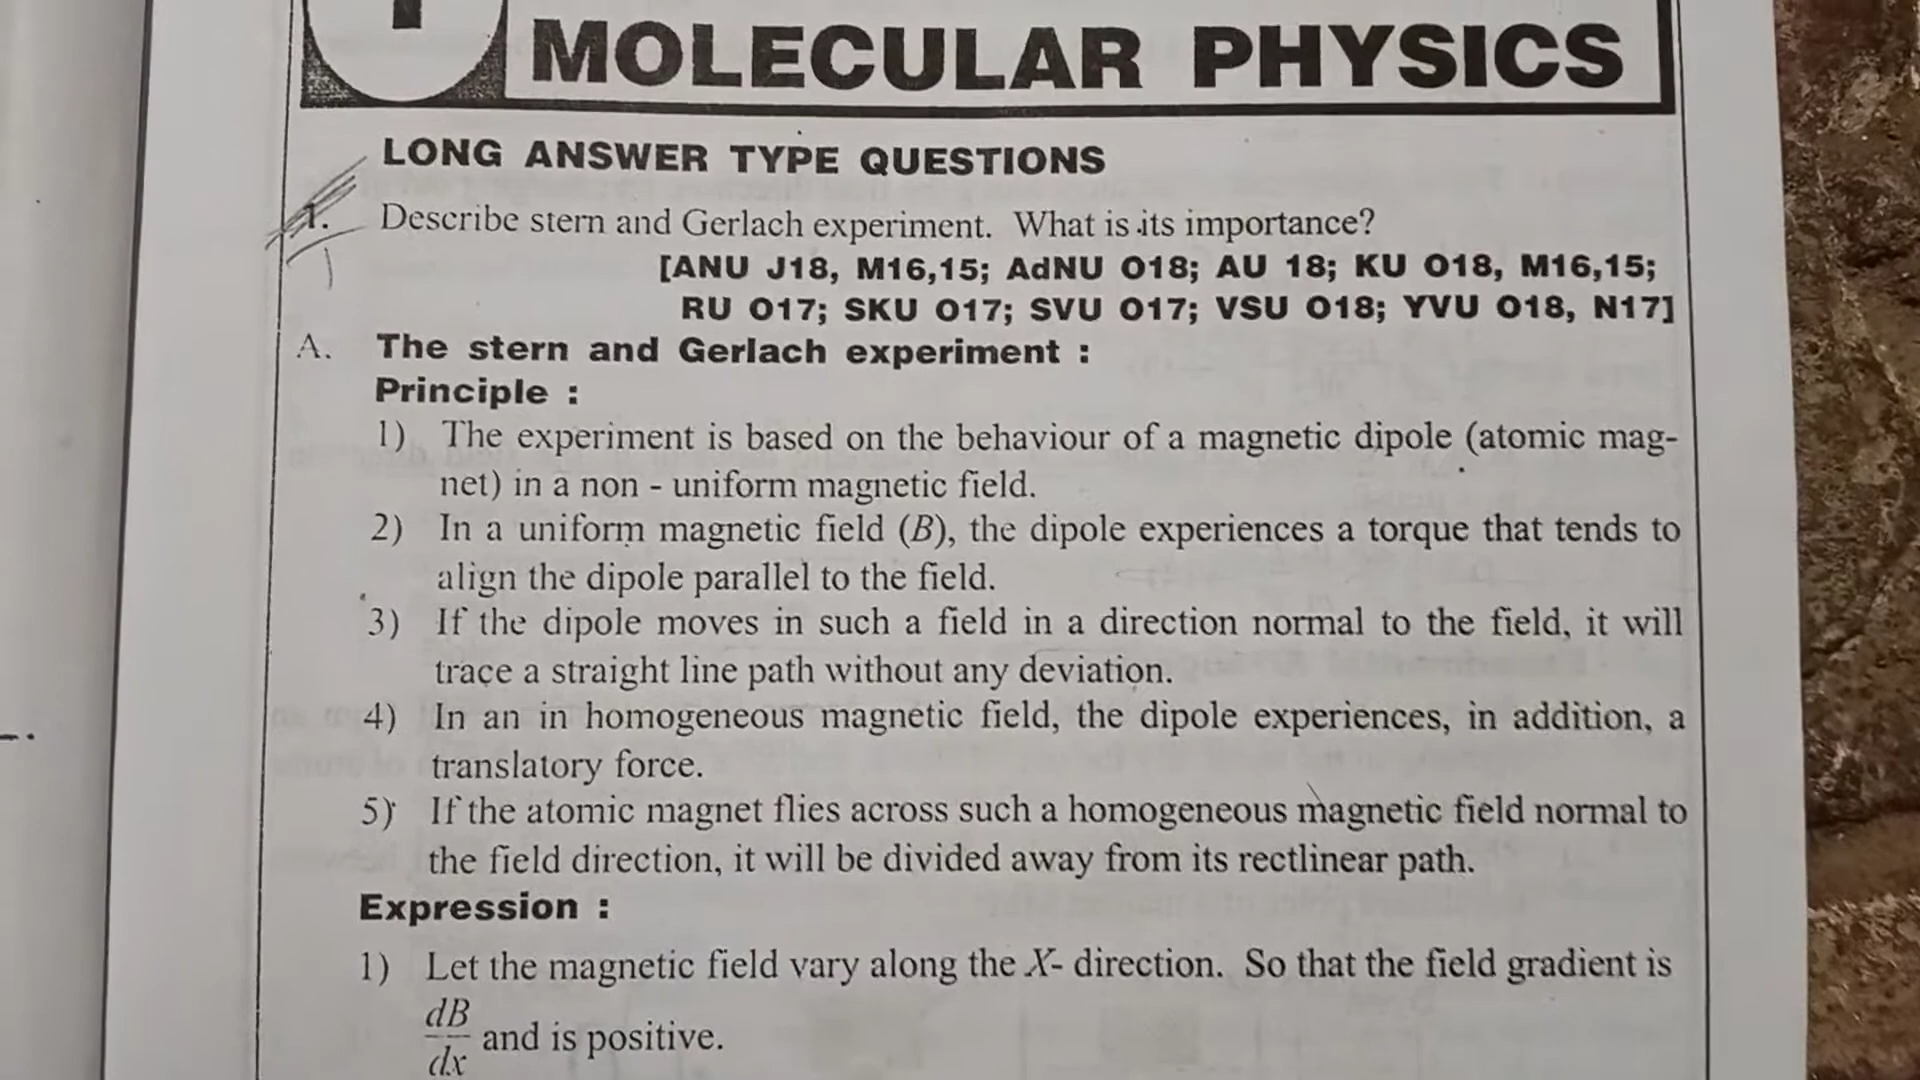 MOLECULAR PHYSICS
LONG ANSWER TYPE QUESTIONS
1. Describe stern and Gerlach experiment. What is its importance?
[ANU J18, M16,15; AdNU O18; AU 18; KU O18, M16,15;
RU O17; SKU O17; SVU O17; VSU O18; YVU O18, N17]
A. The stern and Gerlach experiment :
Principle :
1) The experiment is based on the behaviour of a magnetic dipole (atomic mag-
net) in a non - uniform magnetic field.
2) In a uniform magnetic field (B), the dipole experiences a torque that tends to
align the dipole parallel to the field.
3) If the dipole moves in such a field in a direction normal to the field, it will
trace a straight line path without any deviation.
4) In an in homogeneous magnetic field, the dipole experiences, in addition, a
translatory force.
5) If the atomic magnet flies across such a homogeneous magnetic field normal to
the field direction, it will be divided away from its rectlinear path.
Expression :
1) Let the magnetic field vary along the X- direction. So that the field gradient is
dB/dx and is positive.